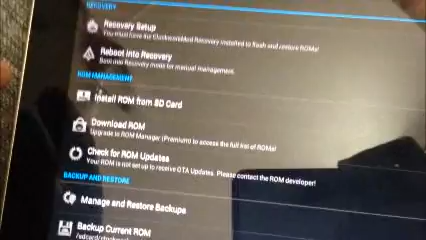 RECOVERY
Recovery Setup
You must have ClockworkMod Recovery installed to flash and restore ROMs!
Reboot into Recovery
Boot into Recovery mode for manual management.
ROM MANAGEMENT
Install ROM from SD Card
Download ROM
Upgrade to ROM Manager (Premium) to access the full list of ROMs!
Check for ROM Updates
Your ROM is not set up to receive OTA Updates. Please contact the ROM developer!
BACKUP AND RESTORE
Manage and Restore Backups
Backup Current ROM